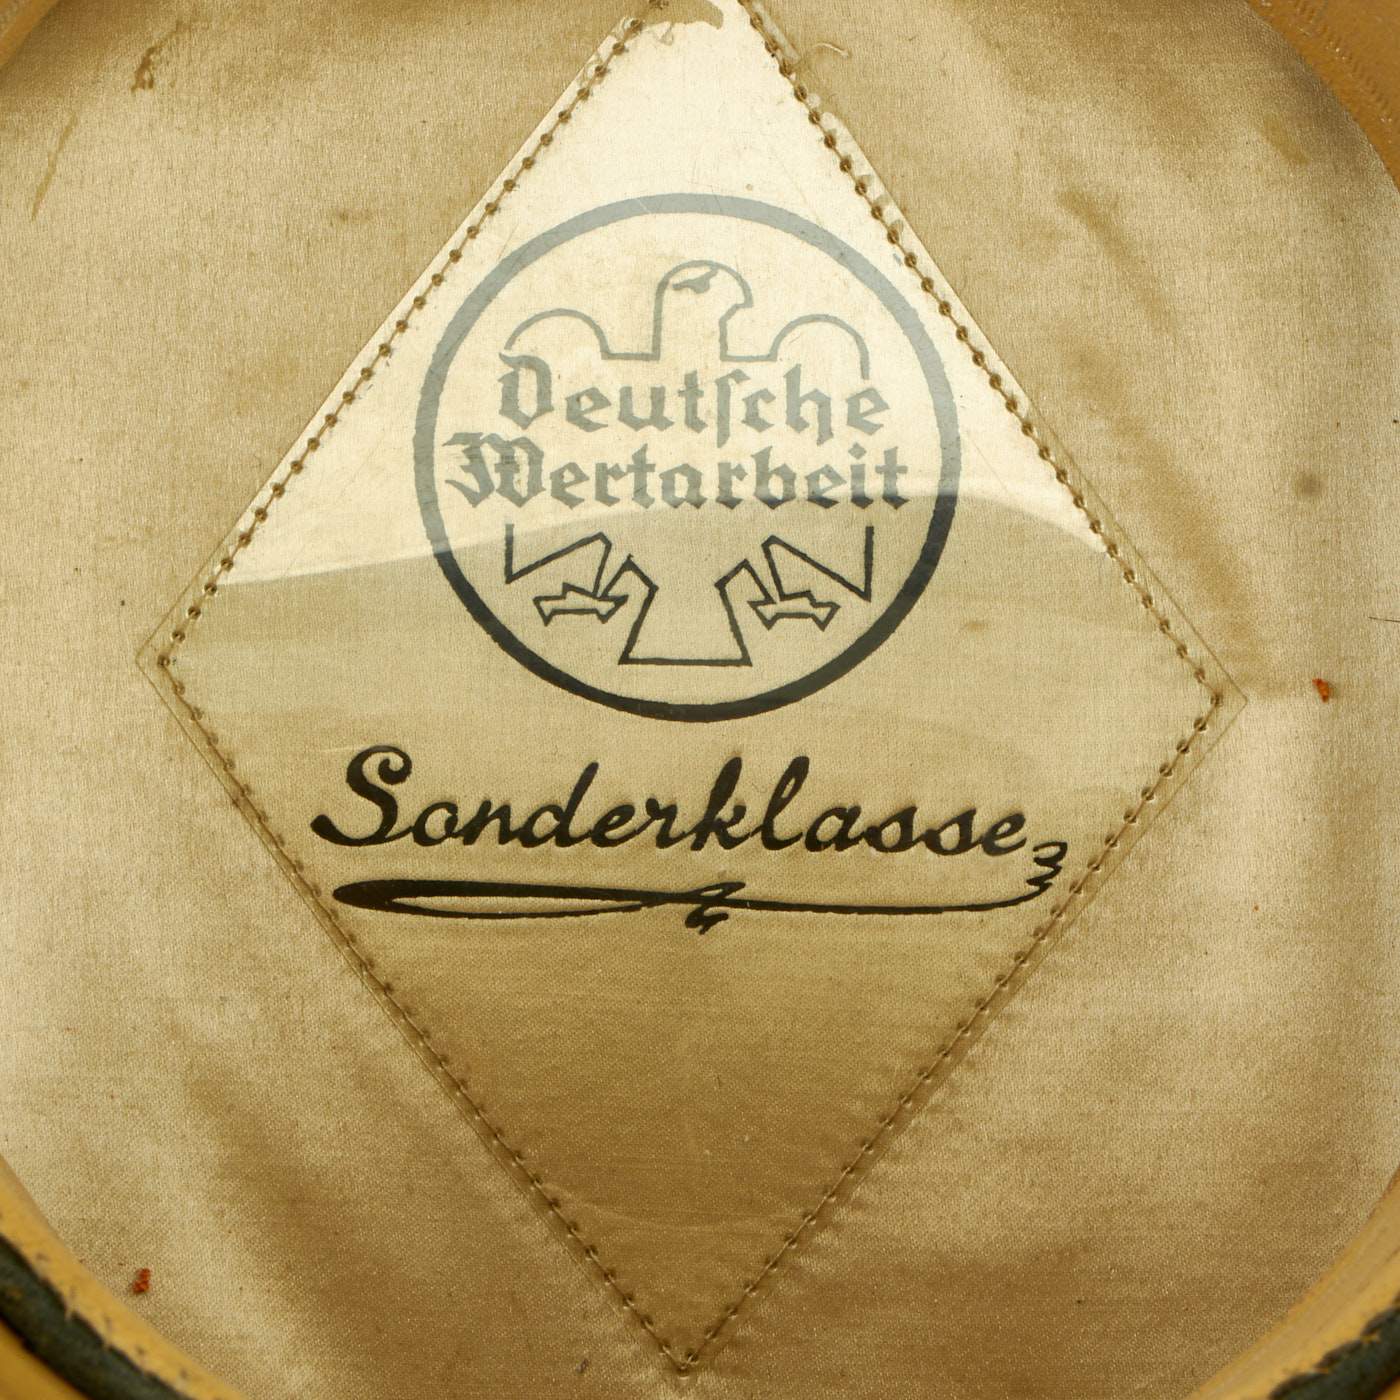 Deutſche
Wertarbeit
Sonderklasse